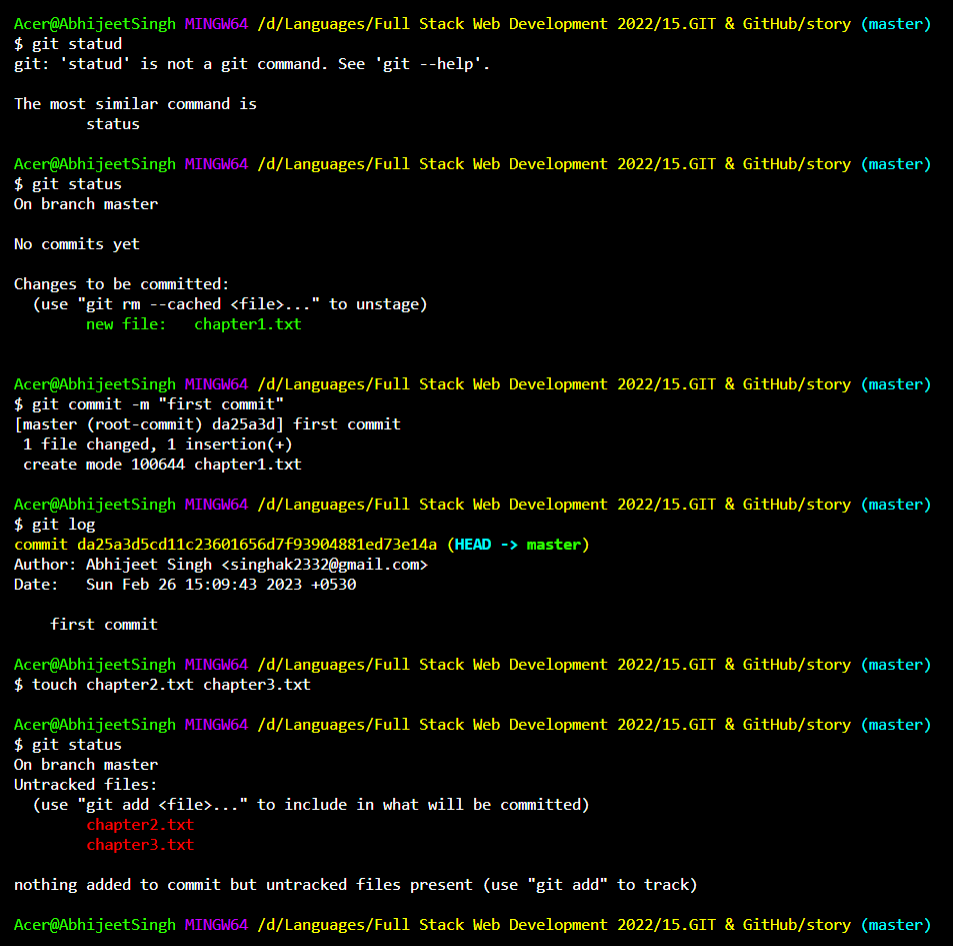 Acer@AbhijeetSingh MINGW64 /d/Languages/Full Stack Web Development 2022/15.GIT & GitHub/story (master)
$ git statud
git: 'statud' is not a git command. See 'git --help'.

The most similar command is
        status

Acer@AbhijeetSingh MINGW64 /d/Languages/Full Stack Web Development 2022/15.GIT & GitHub/story (master)
$ git status
On branch master

No commits yet

Changes to be committed:
  (use "git rm --cached <file>..." to unstage)
        new file:   chapter1.txt


Acer@AbhijeetSingh MINGW64 /d/Languages/Full Stack Web Development 2022/15.GIT & GitHub/story (master)
$ git commit -m "first commit"
[master (root-commit) da25a3d] first commit
 1 file changed, 1 insertion(+)
 create mode 100644 chapter1.txt

Acer@AbhijeetSingh MINGW64 /d/Languages/Full Stack Web Development 2022/15.GIT & GitHub/story (master)
$ git log
commit da25a3d5cd11c23601656d7f93904881ed73e14a (HEAD -> master)
Author: Abhijeet Singh <singhak2332@gmail.com>
Date:   Sun Feb 26 15:09:43 2023 +0530

    first commit

Acer@AbhijeetSingh MINGW64 /d/Languages/Full Stack Web Development 2022/15.GIT & GitHub/story (master)
$ touch chapter2.txt chapter3.txt

Acer@AbhijeetSingh MINGW64 /d/Languages/Full Stack Web Development 2022/15.GIT & GitHub/story (master)
$ git status
On branch master
Untracked files:
  (use "git add <file>..." to include in what will be committed)
        chapter2.txt
        chapter3.txt

nothing added to commit but untracked files present (use "git add" to track)

Acer@AbhijeetSingh MINGW64 /d/Languages/Full Stack Web Development 2022/15.GIT & GitHub/story (master)